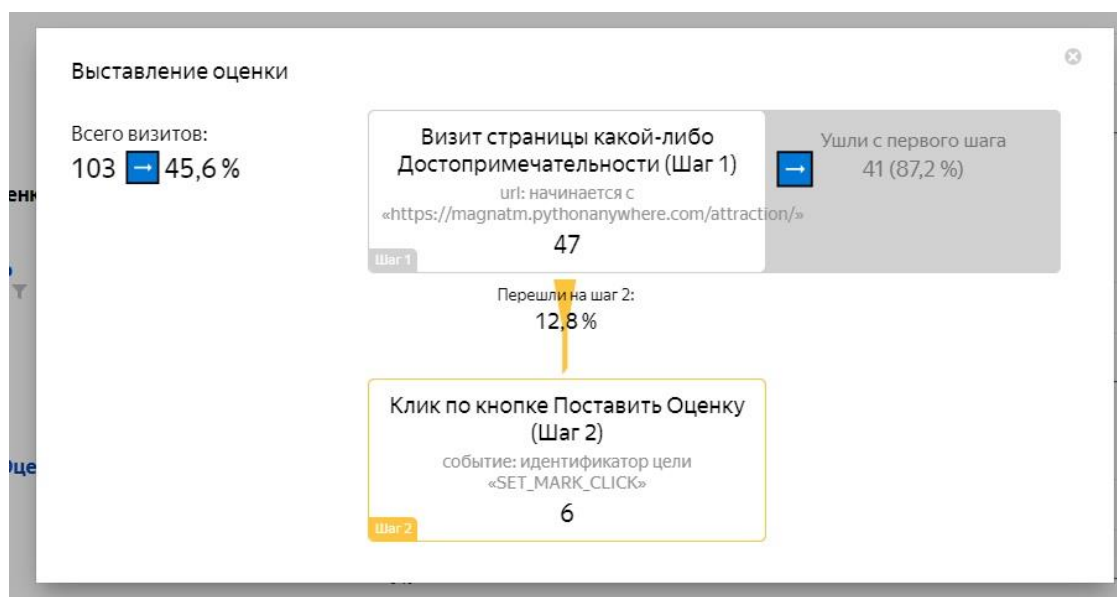 Выставление оценки
Всего визитов:
103 → 45,6 %
Визит страницы какой-либо
Достопримечательности (Шаг 1)
url: начинается с
«https://magnatm.pythonanywhere.com/attraction/»
47
Шаг 1
→
Ушли с первого шага
41 (87,2 %)
Перешли на шаг 2:
12,8 %
Клик по кнопке Поставить Оценку
(Шаг 2)
событие: идентификатор цели
«SET_MARK_CLICK»
6
Шаг 2